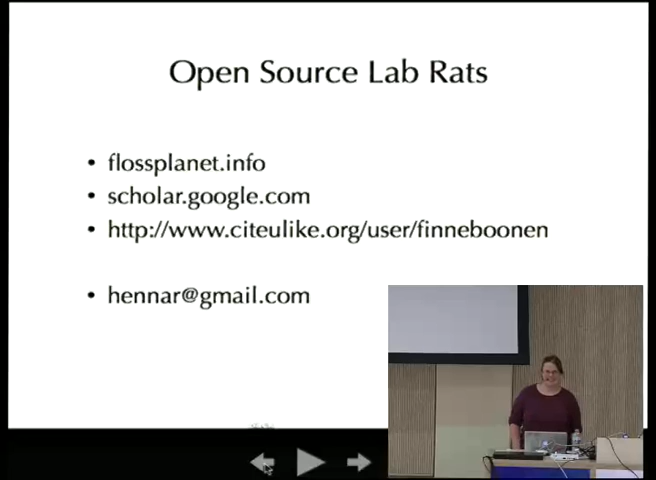 Open Source Lab Rats
• flossplanet.info
• scholar.google.com
• http://www.citeulike.org/user/finneboonen
• hennar@gmail.com